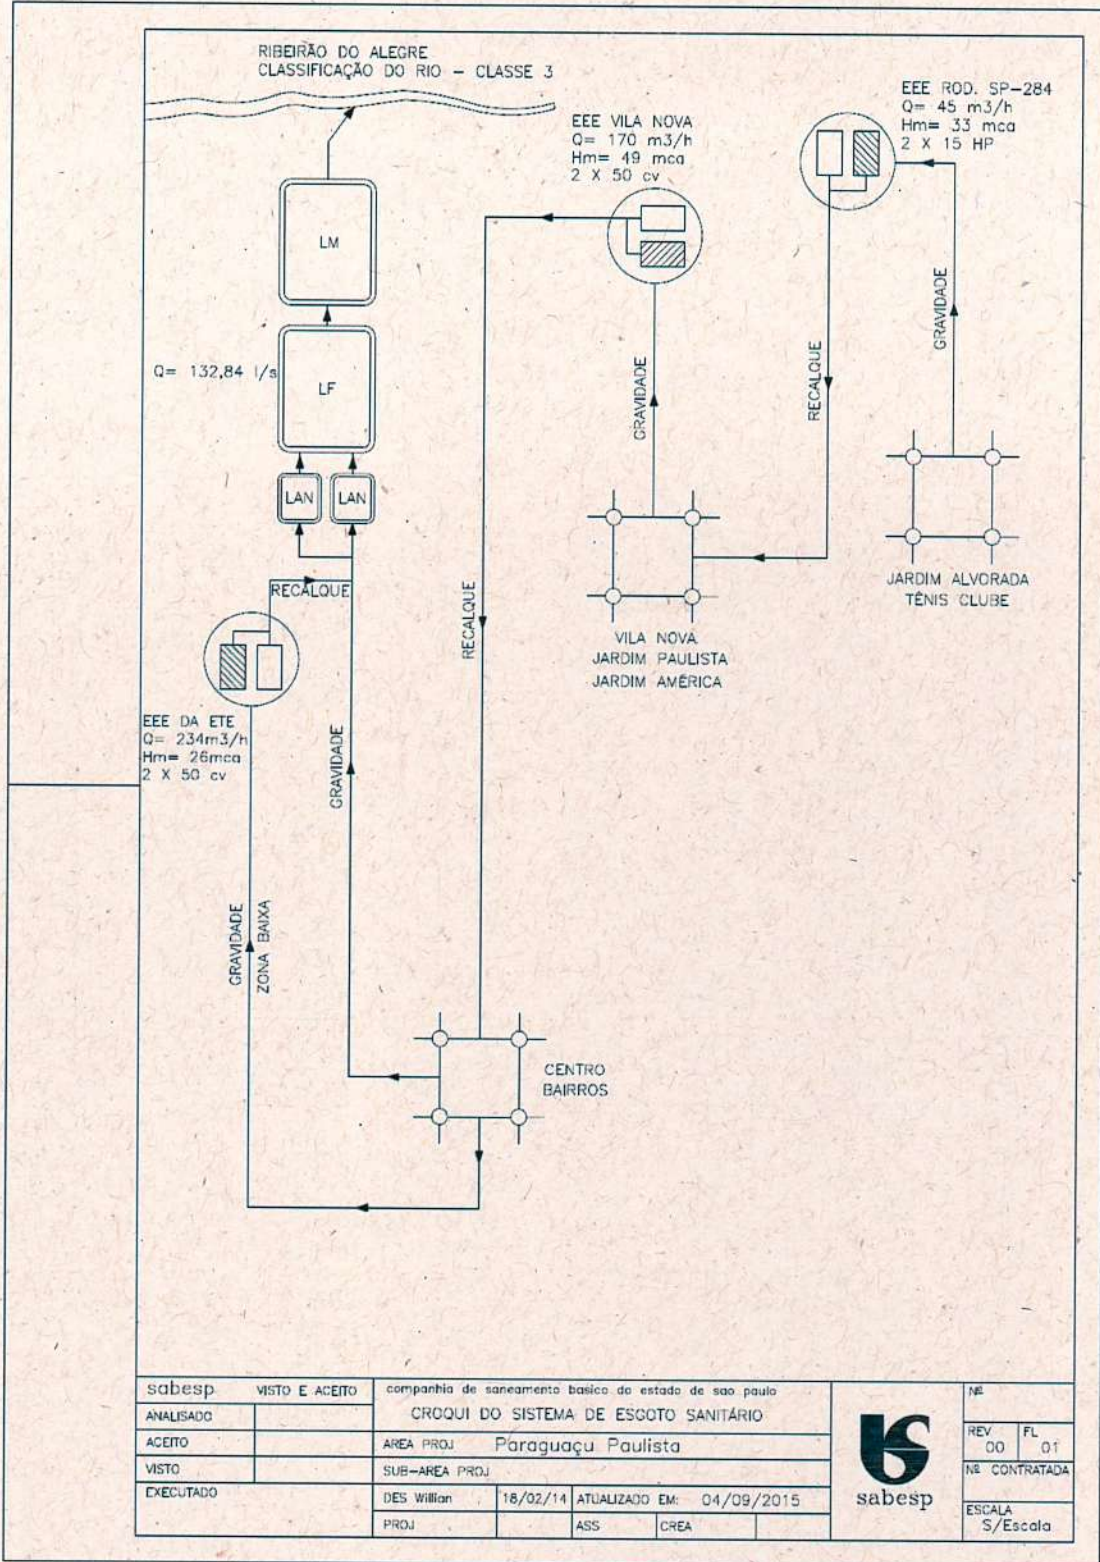 RIBEIRÃO DO ALEGRE
CLASSIFICAÇÃO DO RIO – CLASSE 3
EEE VILA NOVA
Q= 170 m3/h
Hm= 49 mca
2 X 50 cv
EEE ROD. SP-284
Q= 45 m3/h
Hm= 33 mca
2 X 15 HP
LM
Q= 132,84 l/s
LF
LAN
LAN
RECALQUE
GRAVIDADE
RECALQUE
GRAVIDADE
RECALQUE
JARDIM ALVORADA
TÊNIS CLUBE
VILA NOVA
JARDIM PAULISTA
JARDIM AMÉRICA
EEE DA ETE
Q= 234m3/h
Hm= 26mca
2 X 50 cv
GRAVIDADE
GRAVIDADE
ZONA BAIXA
CENTRO
BAIRROS
sabesp VISTO E ACEITO
ANALISADO
ACEITO
VISTO
EXECUTADO
companhia de saneamento basico do estado de sao paulo
CROQUI DO SISTEMA DE ESGOTO SANITÁRIO
AREA PROJ Paraguaçu Paulista
SUB-AREA PROJ
DES Willian 18/02/14 ATUALIZADO EM: 04/09/2015
PROJ ASS CREA
sabesp
Nº
REV 00 FL 01
Nº CONTRATADA
ESCALA
S/Escala